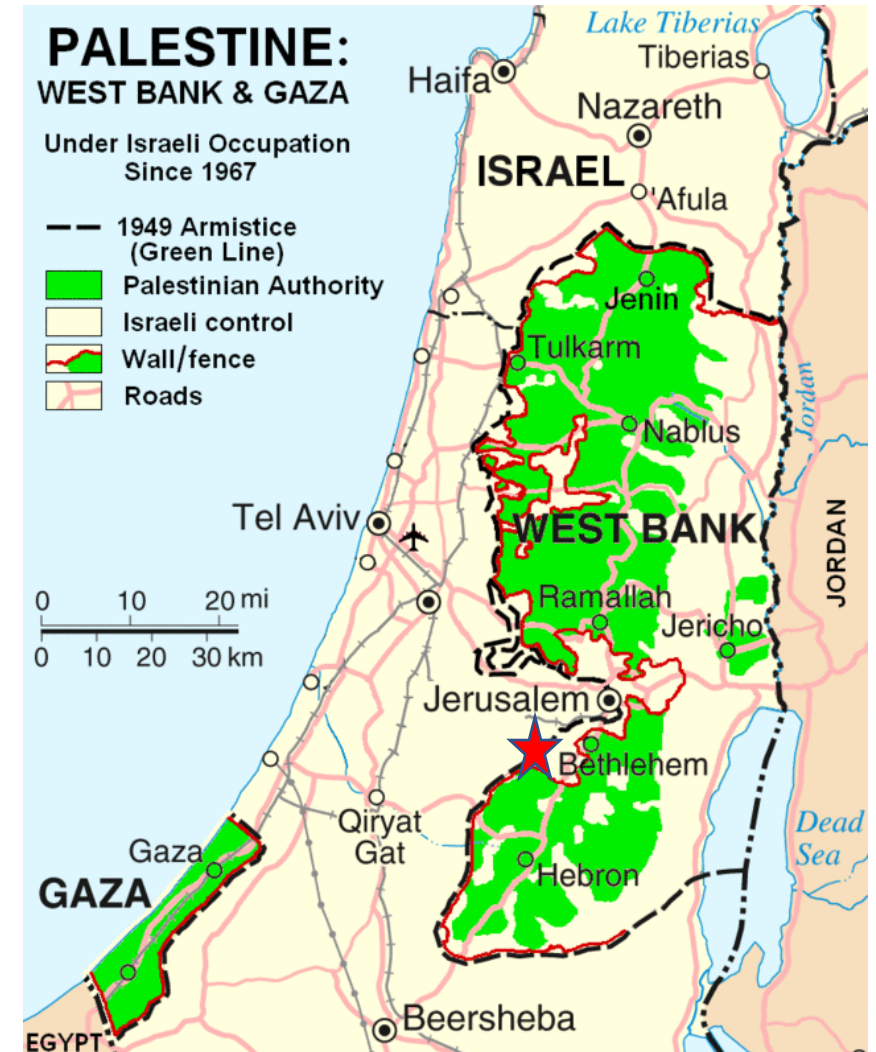 PALESTINE:
WEST BANK & GAZA
Under Israeli Occupation
Since 1967
1949 Armistice
(Green Line)
Palestinian Authority
Israeli control
Wall/fence
Roads
Lake Tiberias
Tiberias
Haifa
Nazareth
ISRAEL
'Afula
Jenin
Tulkarm
Jordan
Nablus
Tel Aviv
WEST BANK
JORDAN
0 10 20 mi
0 10 20 30 km
Ramallah
Jericho
Jerusalem
Bethlehem
Qiryat
Gat
Dead
Sea
Gaza
GAZA
Hebron
Beersheba
EGYPT